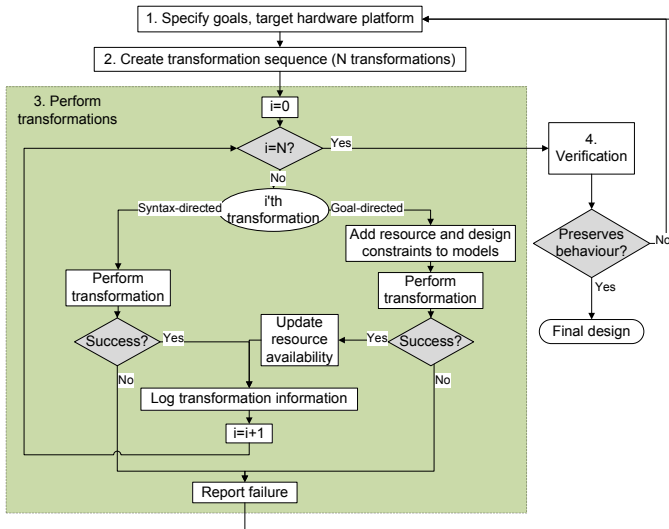 1. Specify goals, target hardware platform
2. Create transformation sequence (N transformations)
3. Perform
transformations
i=0
i=N?
Yes
No
4.
Verification
i'th
transformation
Syntax-directed
Goal-directed
Add resource and design
constraints to models
Preserves
behaviour?
No
Yes
Perform
transformation
Perform
transformation
Final design
Success?
Yes
Update
resource
availability
Yes
Success?
No
No
Log transformation information
i=i+1
Report failure